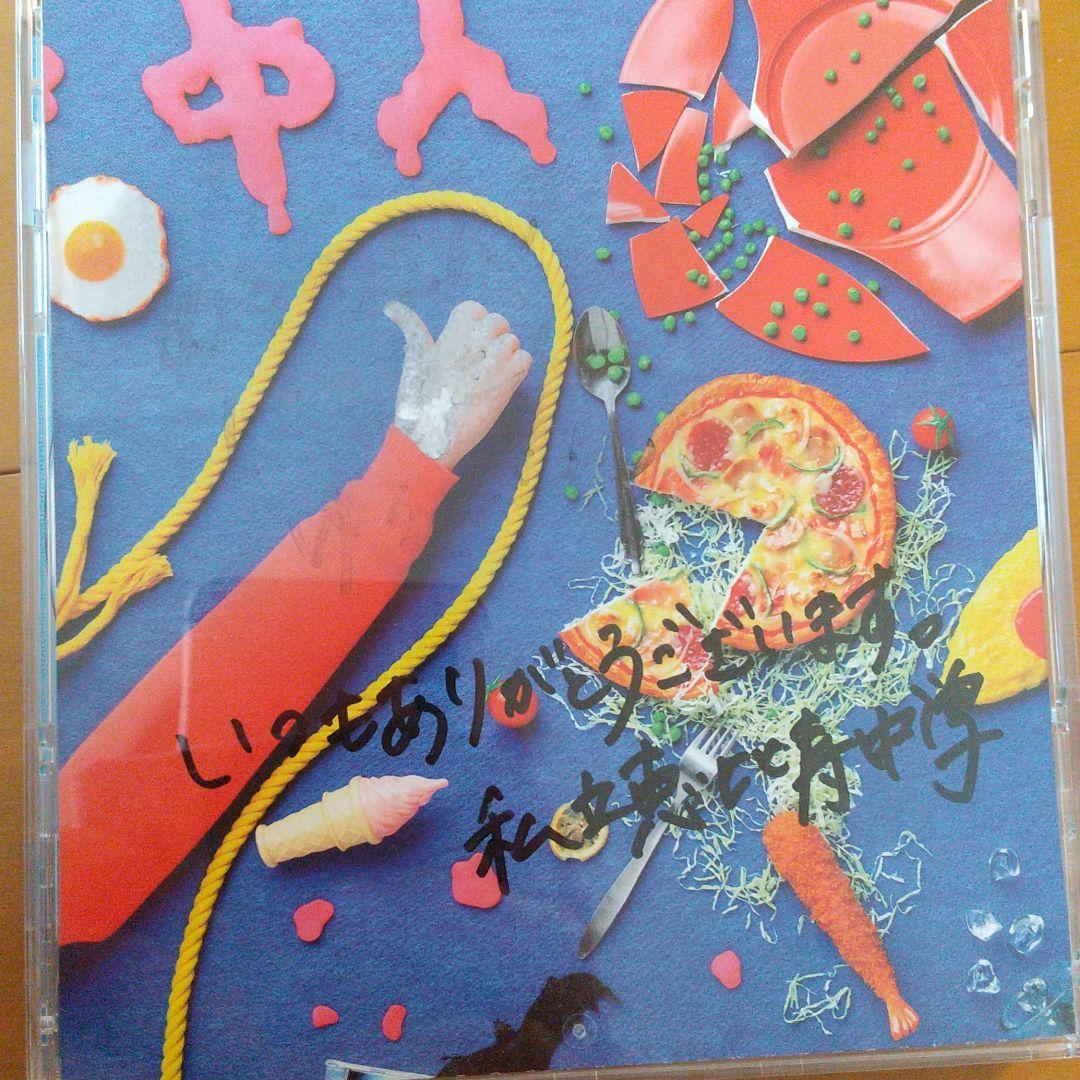 中人
いつもありがとうございます。
私立恵比寿中学